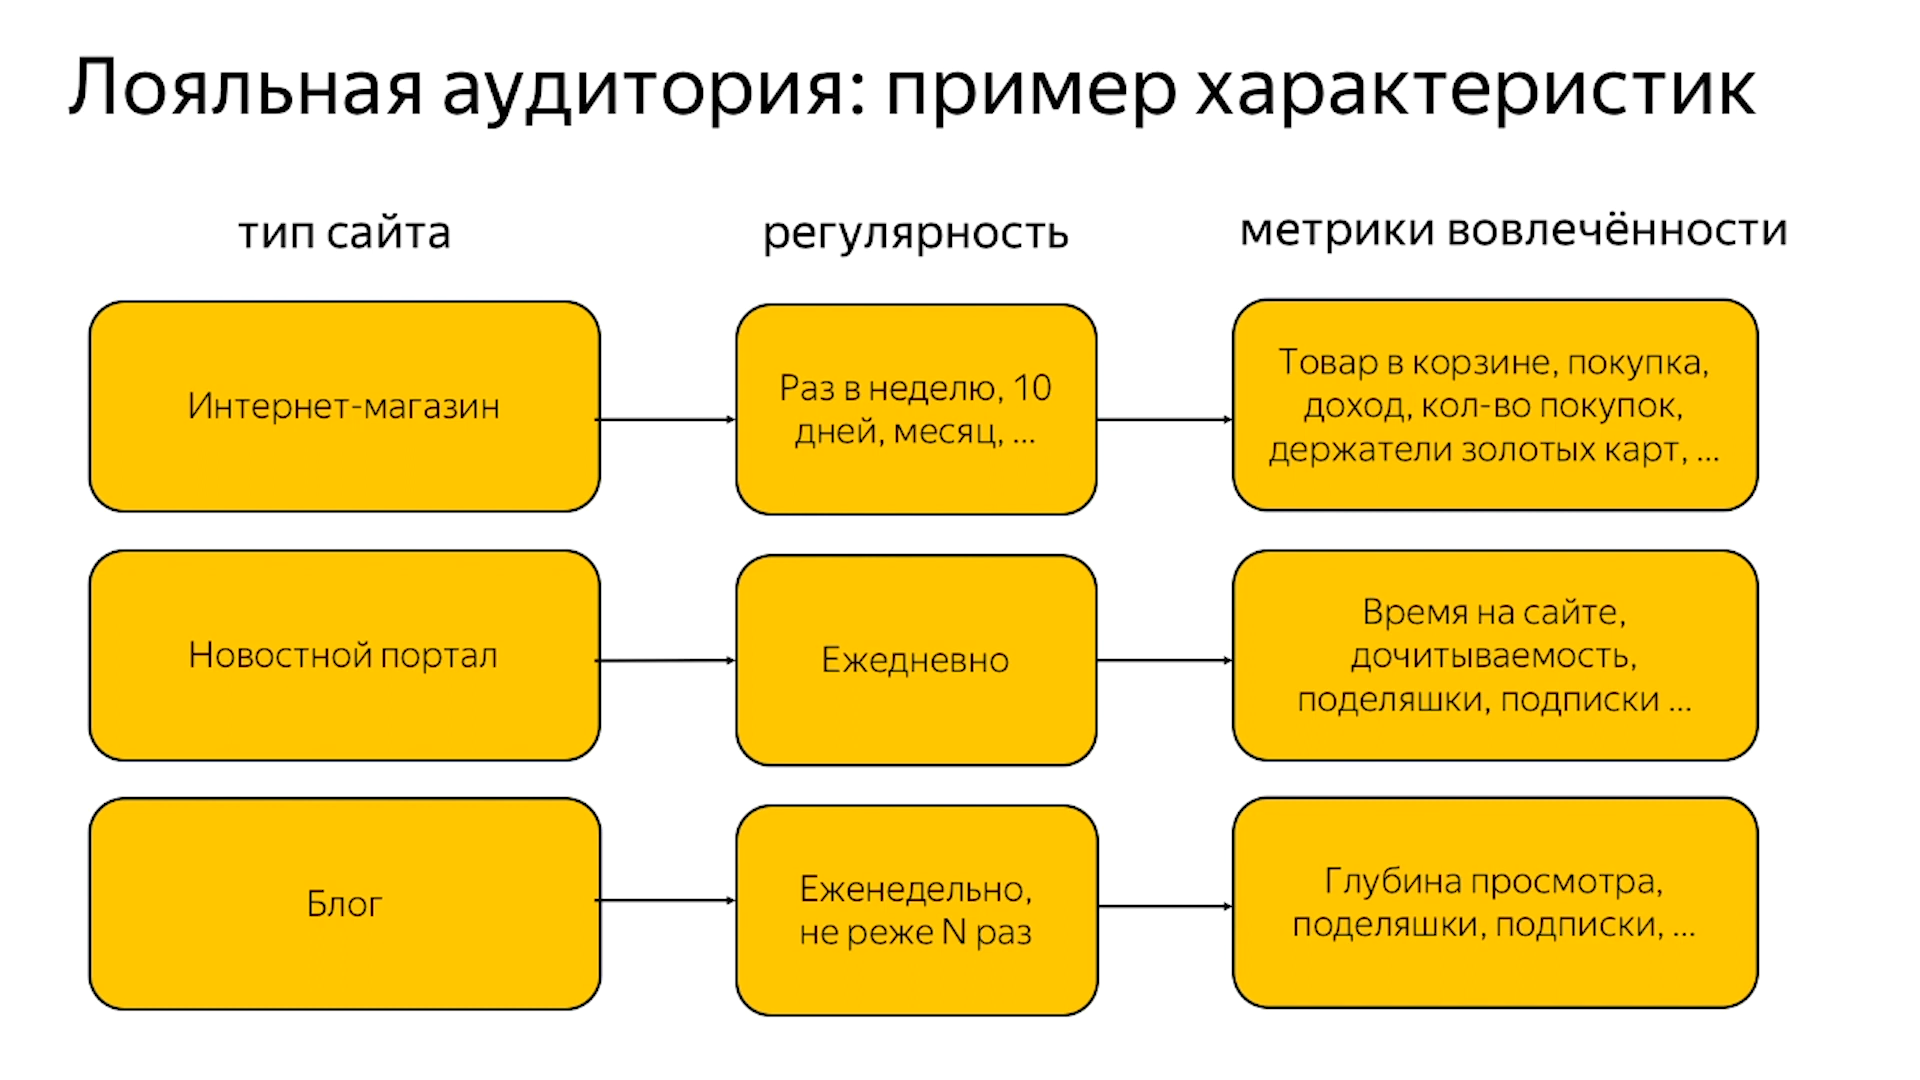 Лояльная аудитория: пример характеристик
тип сайта
регулярность
метрики вовлечённости
Интернет-магазин
Раз в неделю, 10
дней, месяц, ...
Товар в корзине, покупка,
доход, кол-во покупок,
держатели золотых карт, ...
Новостной портал
Ежедневно
Время на сайте,
дочитываемость,
поделяшки, подписки ...
Блог
Еженедельно,
не реже N раз
Глубина просмотра,
поделяшки, подписки, ...